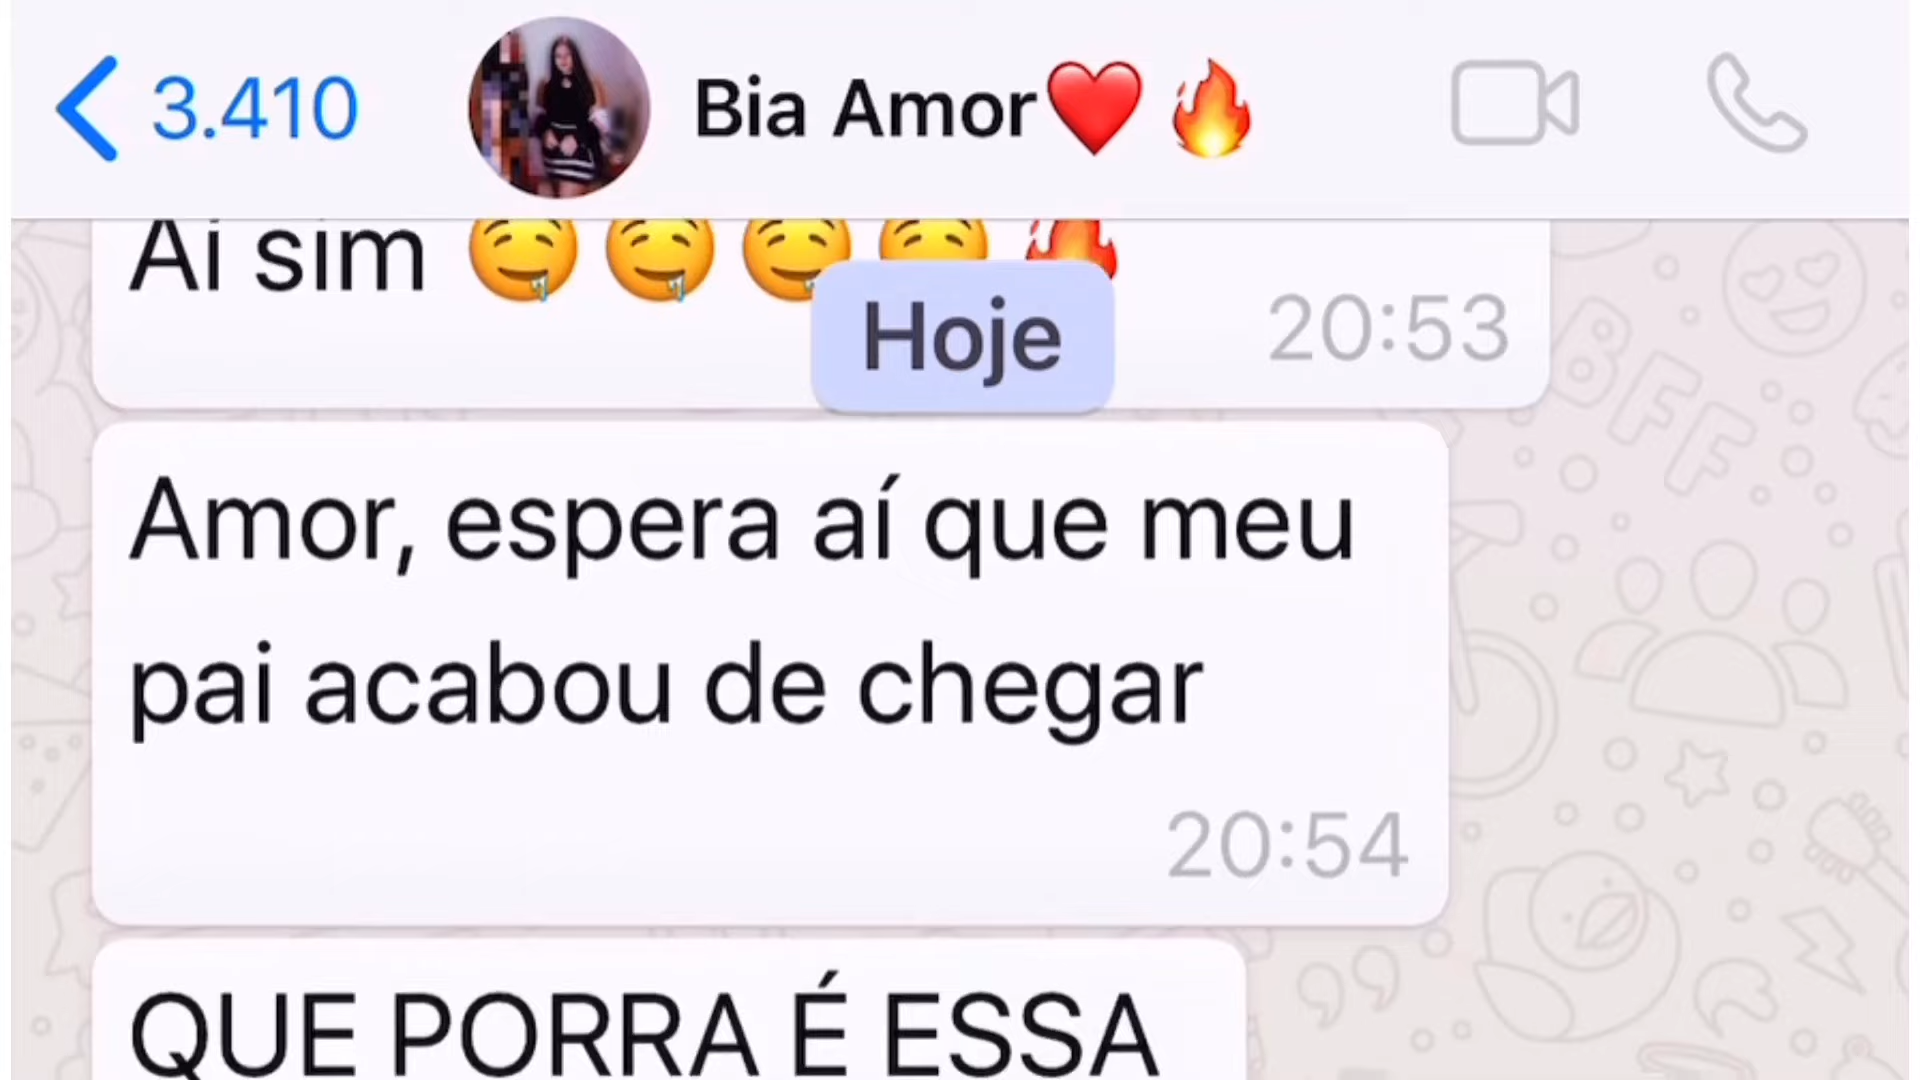 3.410
Bia Amor❤️🔥
Ai sim 🤤🤤🤤🤤🔥
Hoje
20:53
Amor, espera aí que meu
pai acabou de chegar
20:54
QUE PORRA É ESSA